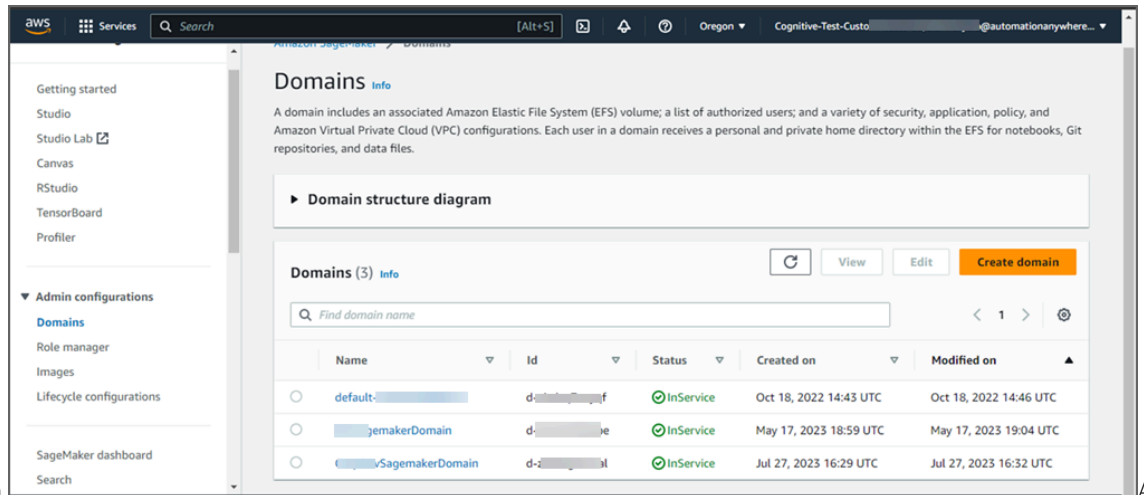 aws Services Search [Alt+S] Oregon Cognitive-Test-Custo @automationanywhere...
Amazon SageMaker > Domains
Getting started
Studio
Studio Lab
Canvas
RStudio
TensorBoard
Profiler
Admin configurations
Domains
Role manager
Images
Lifecycle configurations
SageMaker dashboard
Search
Domains Info
A domain includes an associated Amazon Elastic File System (EFS) volume; a list of authorized users; and a variety of security, application, policy, and
Amazon Virtual Private Cloud (VPC) configurations. Each user in a domain receives a personal and private home directory within the EFS for notebooks, Git
repositories, and data files.
Domain structure diagram
Domains (3) Info View Edit Create domain
Find domain name 1
Name Id Status Created on Modified on
default- d- f InService Oct 18, 2022 14:43 UTC Oct 18, 2022 14:46 UTC
gemakerDomain d- e InService May 17, 2023 18:59 UTC May 17, 2023 19:04 UTC
vSagemakerDomain d- al InService Jul 27, 2023 16:29 UTC Jul 27, 2023 16:32 UTC